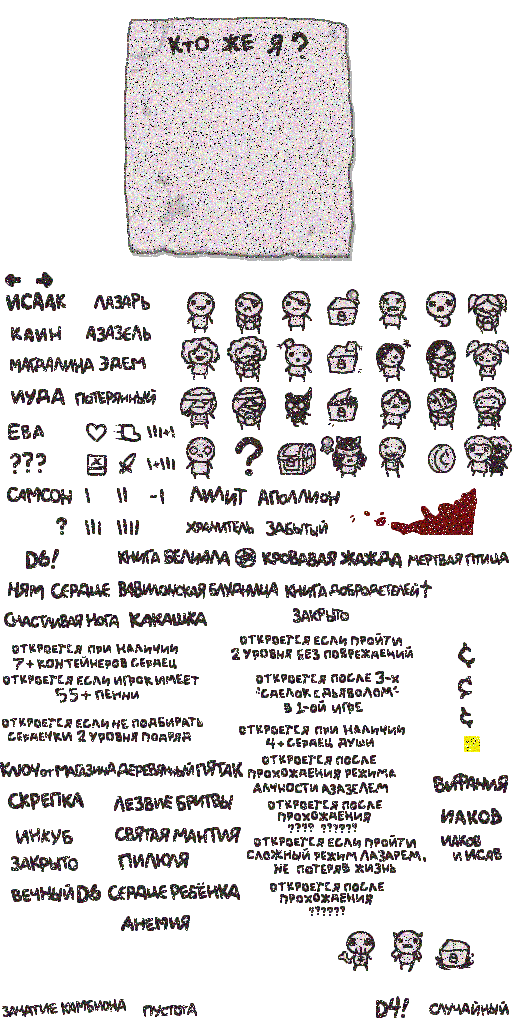 КТО ЖЕ Я?
ИСААК ЛАЗАРЬ
КАИН АЗАЗЕЛЬ
МАГДАЛИНА ЭДЕМ
ИУДА ПОТЕРЯННЫЙ
ЕВА
???
САМСОН I II -I ЛИЛИТ АПОЛЛИОН
? III IIII ХРАНИТЕЛЬ ЗАБЫТЫЙ
D6! КНИГА БЕЛИАЛА КРОВАВАЯ ЖАЖДА МЕРТВАЯ ПТИЦА
НЯМ СЕРДЦЕ ВАВИЛОНСКАЯ БЛУДНИЦА КНИГА ДОБРОДЕТЕЛЕЙ
СЧАСТЛИВАЯ НОГА КАКАШКА ЗАКРЫТО
ОТКРОЕТСЯ ПРИ НАЛИЧИИ
7+ КОНТЕЙНЕРОВ СЕРДЕЦ
ОТКРОЕТСЯ ЕСЛИ ИГРОК ИМЕЕТ
55+ ПЕННИ
ОТКРОЕТСЯ ЕСЛИ НЕ ПОДБИРАТЬ
СЕРДЕЧКИ 2 УРОВНЯ ПОДРЯД
ОТКРОЕТСЯ ЕСЛИ ПРОЙТИ
2 УРОВНЯ БЕЗ ПОВРЕЖДЕНИЙ
ОТКРОЕТСЯ ПОСЛЕ 3-Х
"СДЕЛОК С ДЬЯВОЛОМ"
В 1-ОЙ ИГРЕ
ОТКРОЕТСЯ ПРИ НАЛИЧИИ
4+ СЕРДЕЦ ДУШИ
КЛЮЧ ОТ МАГАЗИНА ДЕРЕВЯННЫЙ ПЯТАК
СКРЕПКА ЛЕЗВИЕ БРИТВЫ
ИНКУБ СВЯТАЯ МАНТИЯ
ЗАКРЫТО ПИЛЮЛЯ
ВЕЧНЫЙ D6 СЕРДЦЕ РЕБЁНКА
АНЕМИЯ
ОТКРОЕТСЯ ПОСЛЕ
ПРОХОЖДЕНИЯ РЕЖИМА
АЛЧНОСТИ АЗАЗЕЛЕМ
ОТКРОЕТСЯ ПОСЛЕ
ПРОХОЖДЕНИЯ
???? ??????
ОТКРОЕТСЯ ЕСЛИ ПРОЙТИ
СЛОЖНЫЙ РЕЖИМ ЛАЗАРЕМ,
НЕ ПОТЕРЯВ ЖИЗНЬ
ОТКРОЕТСЯ ПОСЛЕ
ПРОХОЖДЕНИЯ
??????
ВИФАНИЯ
ИАКОВ
ИАКОВ
И ИСАВ
ЗАЧАТИЕ КАМБИОНА ПУСТОТА D4! СЛУЧАЙНЫЙ